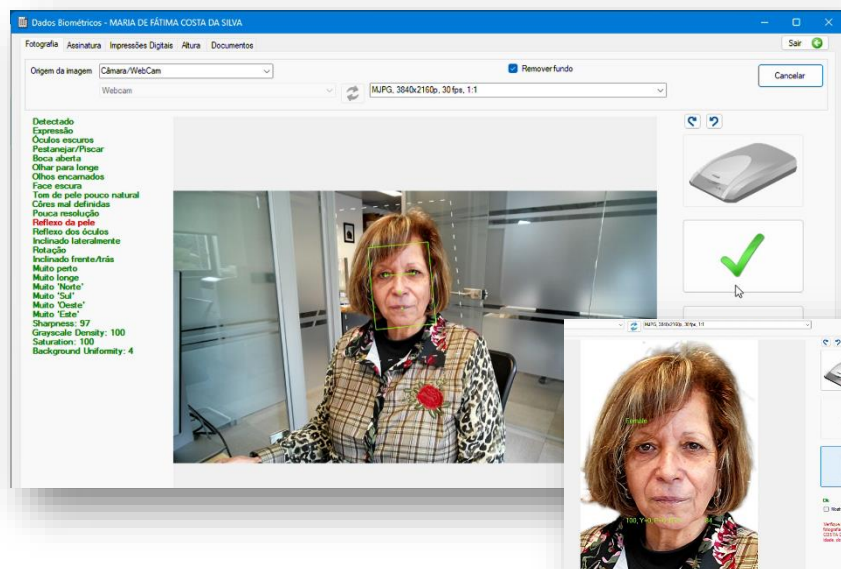 Dados Biométricos - MARIA DE FÁTIMA COSTA DA SILVA
Fotografia Assinatura Impressões Digitais Altura Documentos
Sair
Origem da imagem Câmara/WebCam
Remover fundo
Cancelar
Webcam
MJPG, 3840x2160p, 30 fps, 1:1
Detectado
Expressão
Óculos escuros
Pestanejar/Piscar
Boca aberta
Olhar para longe
Olhos encarnados
Face escura
Tom de pele pouco natural
Côres mal definidas
Pouca resolução
Reflexo da pele
Reflexo dos óculos
Inclinado lateralmente
Rotação
Inclinado frente/trás
Muito perto
Muito longe
Muito 'Norte'
Muito 'Sul'
Muito 'Oeste'
Muito 'Este'
Sharpness: 97
Grayscale Density: 100
Saturation: 100
Background Uniformity: 4
MJPG, 3840x2160p, 30 fps, 1:1
Female
Ok